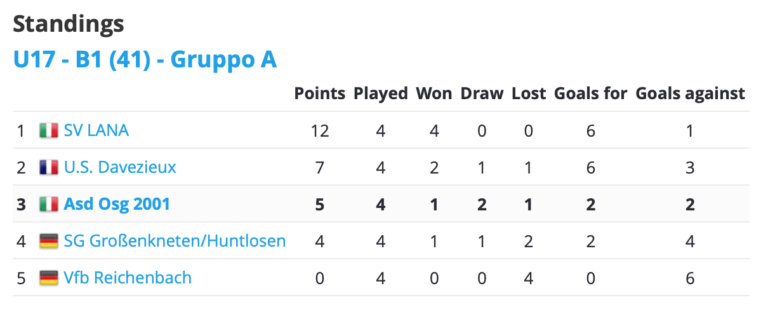 Standings
U17 - B1 (41) - Gruppo A
Points Played Won Draw Lost Goals for Goals against
1 SV LANA 12 4 4 0 0 6 1
2 U.S. Davezieux 7 4 2 1 1 6 3
3 Asd Osg 2001 5 4 1 2 1 2 2
4 SG Großenkneten/Huntlosen 4 4 1 1 2 2 4
5 Vfb Reichenbach 0 4 0 0 4 0 6